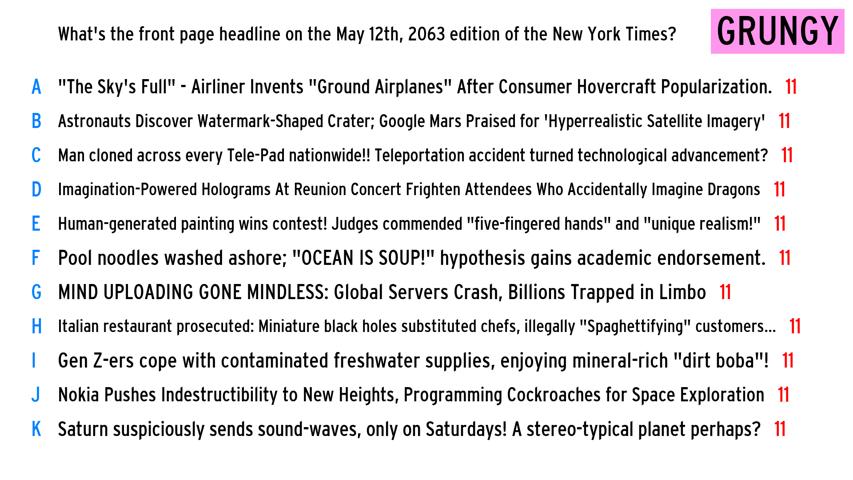 What's the front page headline on the May 12th, 2063 edition of the New York Times?
GRUNGY
A "The Sky's Full" - Airliner Invents "Ground Airplanes" After Consumer Hovercraft Popularization. 11
B Astronauts Discover Watermark-Shaped Crater; Google Mars Praised for 'Hyperrealistic Satellite Imagery' 11
C Man cloned across every Tele-Pad nationwide!! Teleportation accident turned technological advancement? 11
D Imagination-Powered Holograms At Reunion Concert Frighten Attendees Who Accidentally Imagine Dragons 11
E Human-generated painting wins contest! Judges commended "five-fingered hands" and "unique realism!" 11
F Pool noodles washed ashore; "OCEAN IS SOUP!" hypothesis gains academic endorsement. 11
G MIND UPLOADING GONE MINDLESS: Global Servers Crash, Billions Trapped in Limbo 11
H Italian restaurant prosecuted: Miniature black holes substituted chefs, illegally "Spaghettifying" customers... 11
I Gen Z-ers cope with contaminated freshwater supplies, enjoying mineral-rich "dirt boba"! 11
J Nokia Pushes Indestructibility to New Heights, Programming Cockroaches for Space Exploration 11
K Saturn suspiciously sends sound-waves, only on Saturdays! A stereo-typical planet perhaps? 11